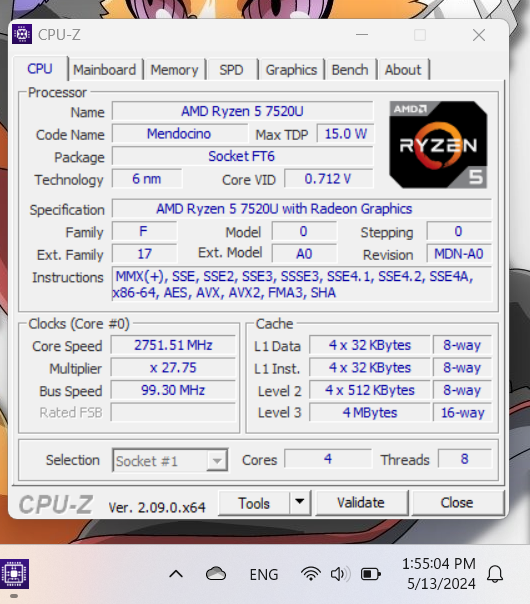 CPU-Z
CPU Mainboard Memory SPD Graphics Bench About
Processor
Name AMD Ryzen 5 7520U
Code Name Mendocino Max TDP 15.0 W
Package Socket FT6
Technology 6 nm Core VID 0.712 V
AMD
RYZEN
5
Specification AMD Ryzen 5 7520U with Radeon Graphics
Family F Model 0 Stepping 0
Ext. Family 17 Ext. Model A0 Revision MDN-A0
Instructions MMX(+), SSE, SSE2, SSE3, SSSE3, SSE4.1, SSE4.2, SSE4A,
x86-64, AES, AVX, AVX2, FMA3, SHA
Clocks (Core #0)
Core Speed 2751.51 MHz
Multiplier x 27.75
Bus Speed 99.30 MHz
Rated FSB
Cache
L1 Data 4 x 32 KBytes 8-way
L1 Inst. 4 x 32 KBytes 8-way
Level 2 4 x 512 KBytes 8-way
Level 3 4 MBytes 16-way
Selection Socket #1 Cores 4 Threads 8
CPU-Z Ver. 2.09.0.x64 Tools Validate Close
ENG 1:55:04 PM
5/13/2024